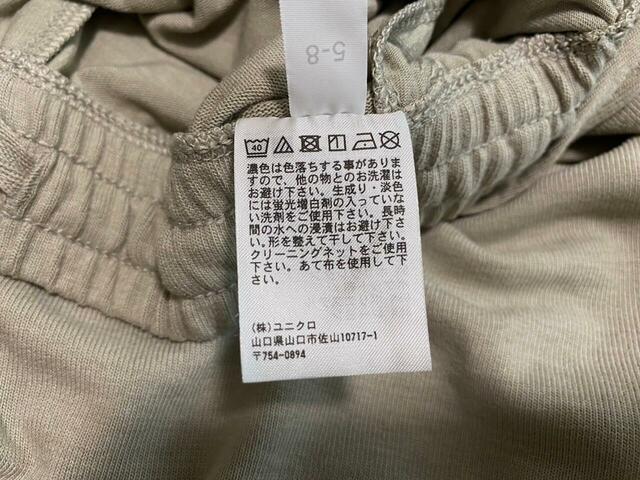 5-8
40
濃色は色落ちする事がありま
すので、他の物とのお洗濯は
お避け下さい。生成り・淡色
には蛍光増白剤の入っていな
い洗剤をご使用下さい。長時
間の水への浸漬はお避け下さ
い。形を整えて干して下さい。
クリーニングネットをご使用
下さい。あて布を使用して下
さい。
(株)ユニクロ
山口県山口市佐山10717-1
〒754-0894